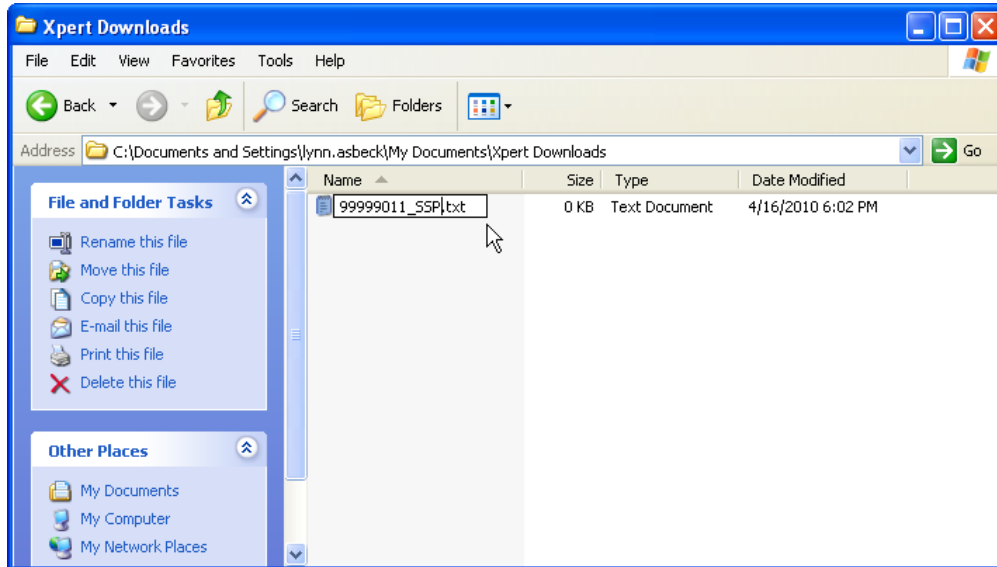 Xpert Downloads
File Edit View Favorites Tools Help
Back Search Folders
Address C:\Documents and Settings\lynn.asbeck\My Documents\Xpert Downloads Go
Name Size Type Date Modified
99999011_SSP.txt 0 KB Text Document 4/16/2010 6:02 PM
File and Folder Tasks
Rename this file
Move this file
Copy this file
E-mail this file
Print this file
Delete this file
Other Places
My Documents
My Computer
My Network Places